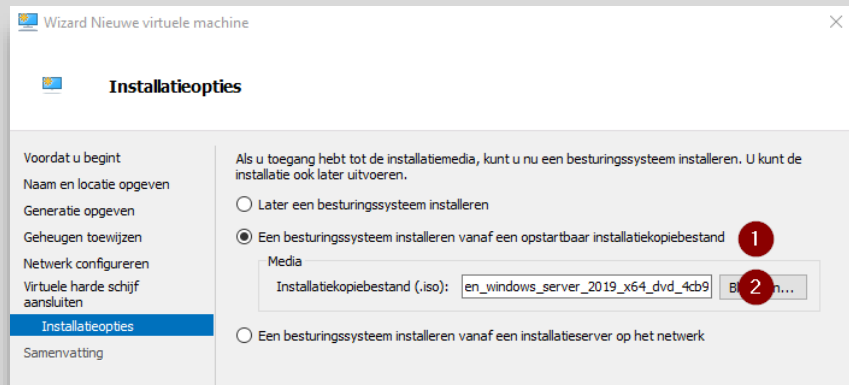 Wizard Nieuwe virtuele machine
Installatieopties
Voordat u begint
Naam en locatie opgeven
Generatie opgeven
Geheugen toewijzen
Netwerk configureren
Virtuele harde schijf
aansluiten
Installatieopties
Samenvatting
Als u toegang hebt tot de installatiemedia, kunt u nu een besturingssysteem installeren. U kunt de
installatie ook later uitvoeren.
Later een besturingssysteem installeren
Een besturingssysteem installeren vanaf een opstartbaar installatiekopiebestand 1
Media
Installatiekopiebestand (.iso): en_windows_server_2019_x64_dvd_4cb9 2
Een besturingssysteem installeren vanaf een installatieserver op het netwerk